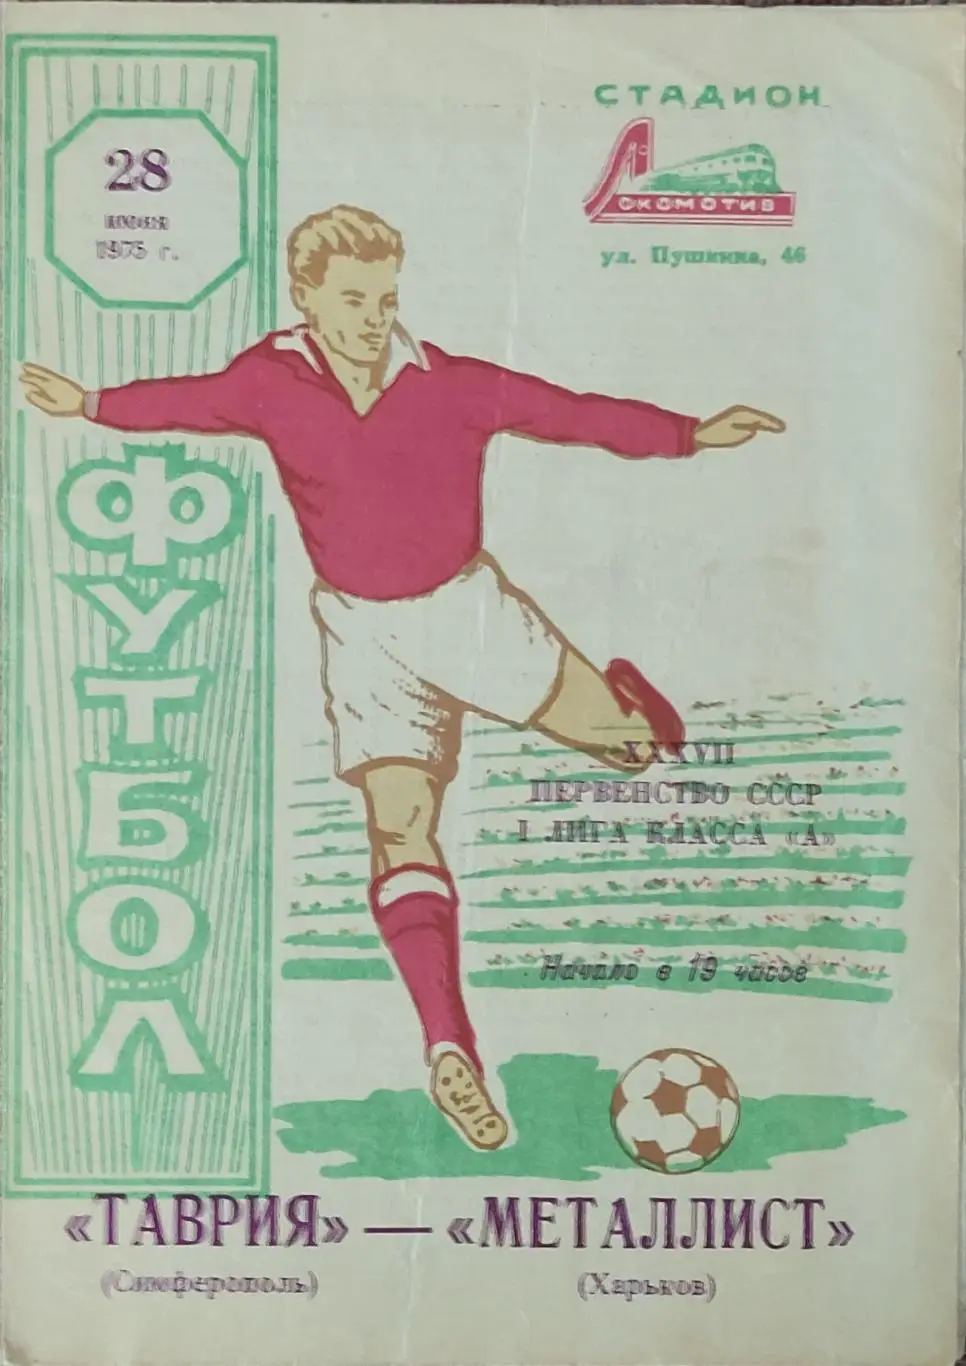 СТАДИОН
ЛОКОМОТИВ
ул. Пушкина, 46
28
июня
1975 г.
ФУТБОЛ
XXXVII
ПЕРВЕНСТВО СССР
I ЛИГА КЛАССА «А»
Начало в 19 часов
«ТАВРИЯ» — «МЕТАЛЛИСТ»
(Симферополь) (Харьков)